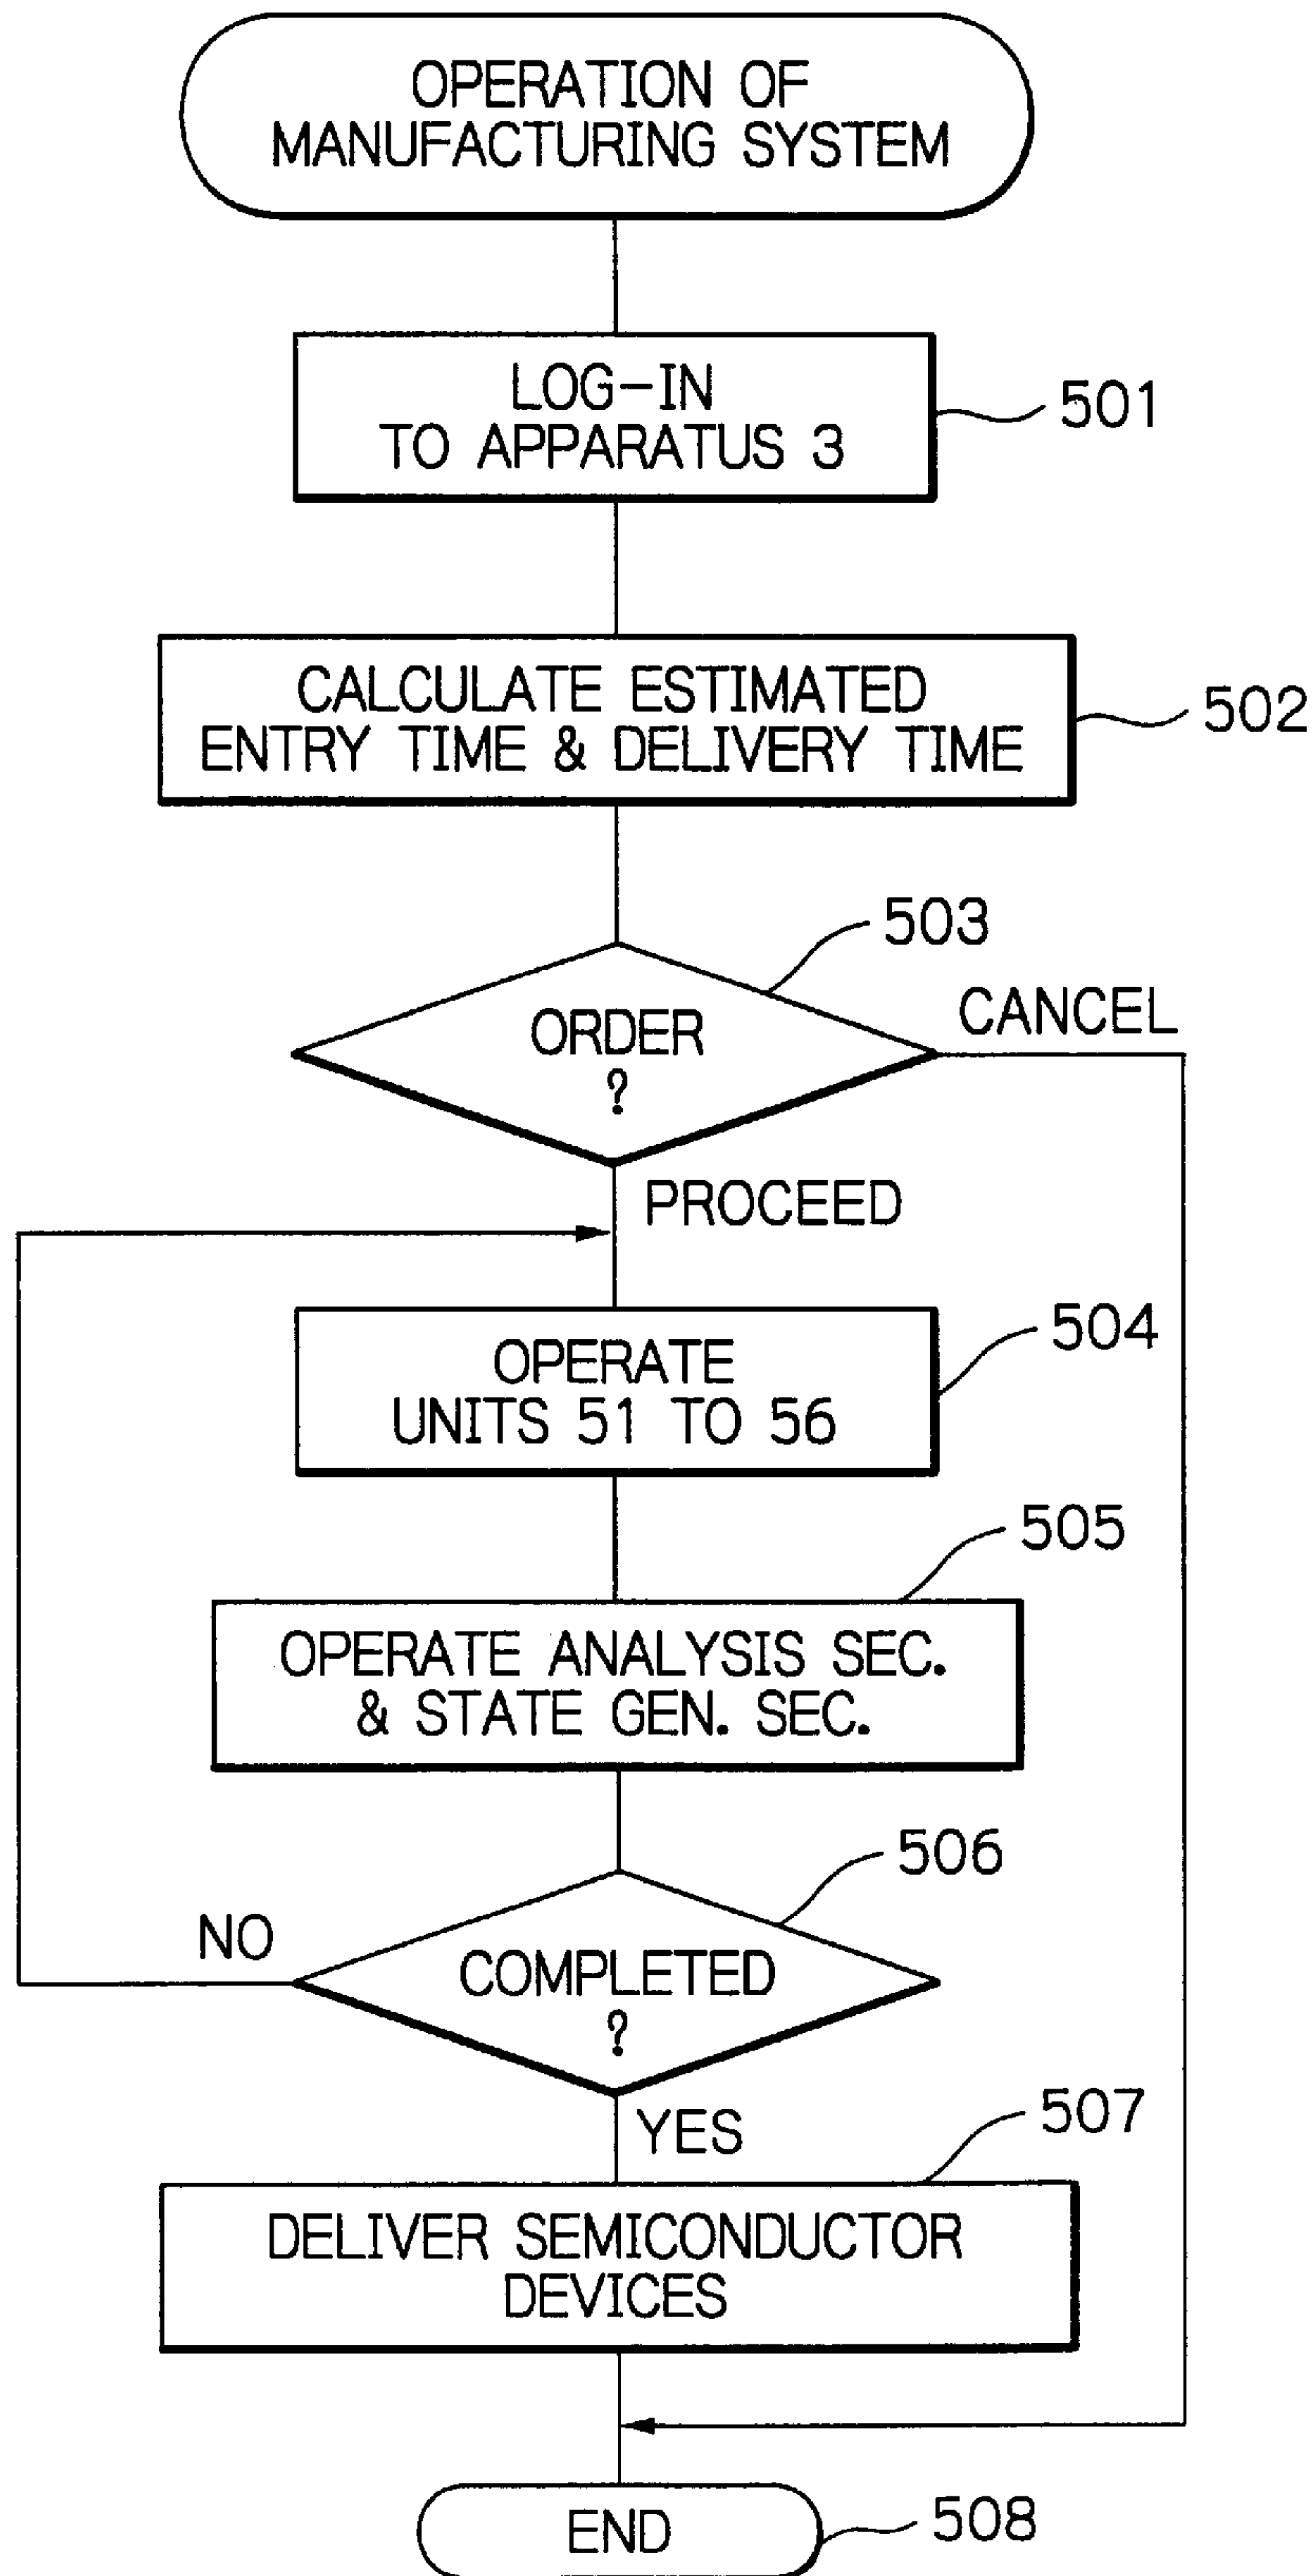 OPERATION OF
MANUFACTURING SYSTEM
LOG-IN
TO APPARATUS 3
501
CALCULATE ESTIMATED
ENTRY TIME & DELIVERY TIME
502
503
ORDER
?
CANCEL
PROCEED
OPERATE
UNITS 51 TO 56
504
505
OPERATE ANALYSIS SEC.
& STATE GEN. SEC.
506
NO
COMPLETED
?
YES
507
DELIVER SEMICONDUCTOR
DEVICES
END
508